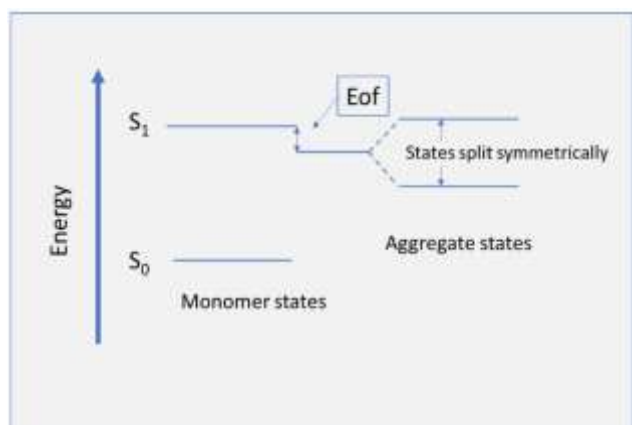 Eof
S₁
States split symmetrically
Energy
Aggregate states
S₀
Monomer states